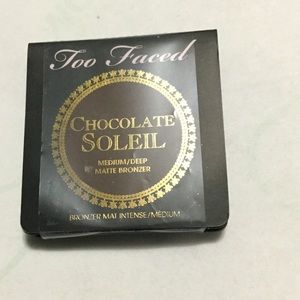 Too Faced
CHOCOLATE
SOLEIL
MEDIUM/DEEP
MATTE BRONZER
BRONZER MAT INTENSE/MEDIUM